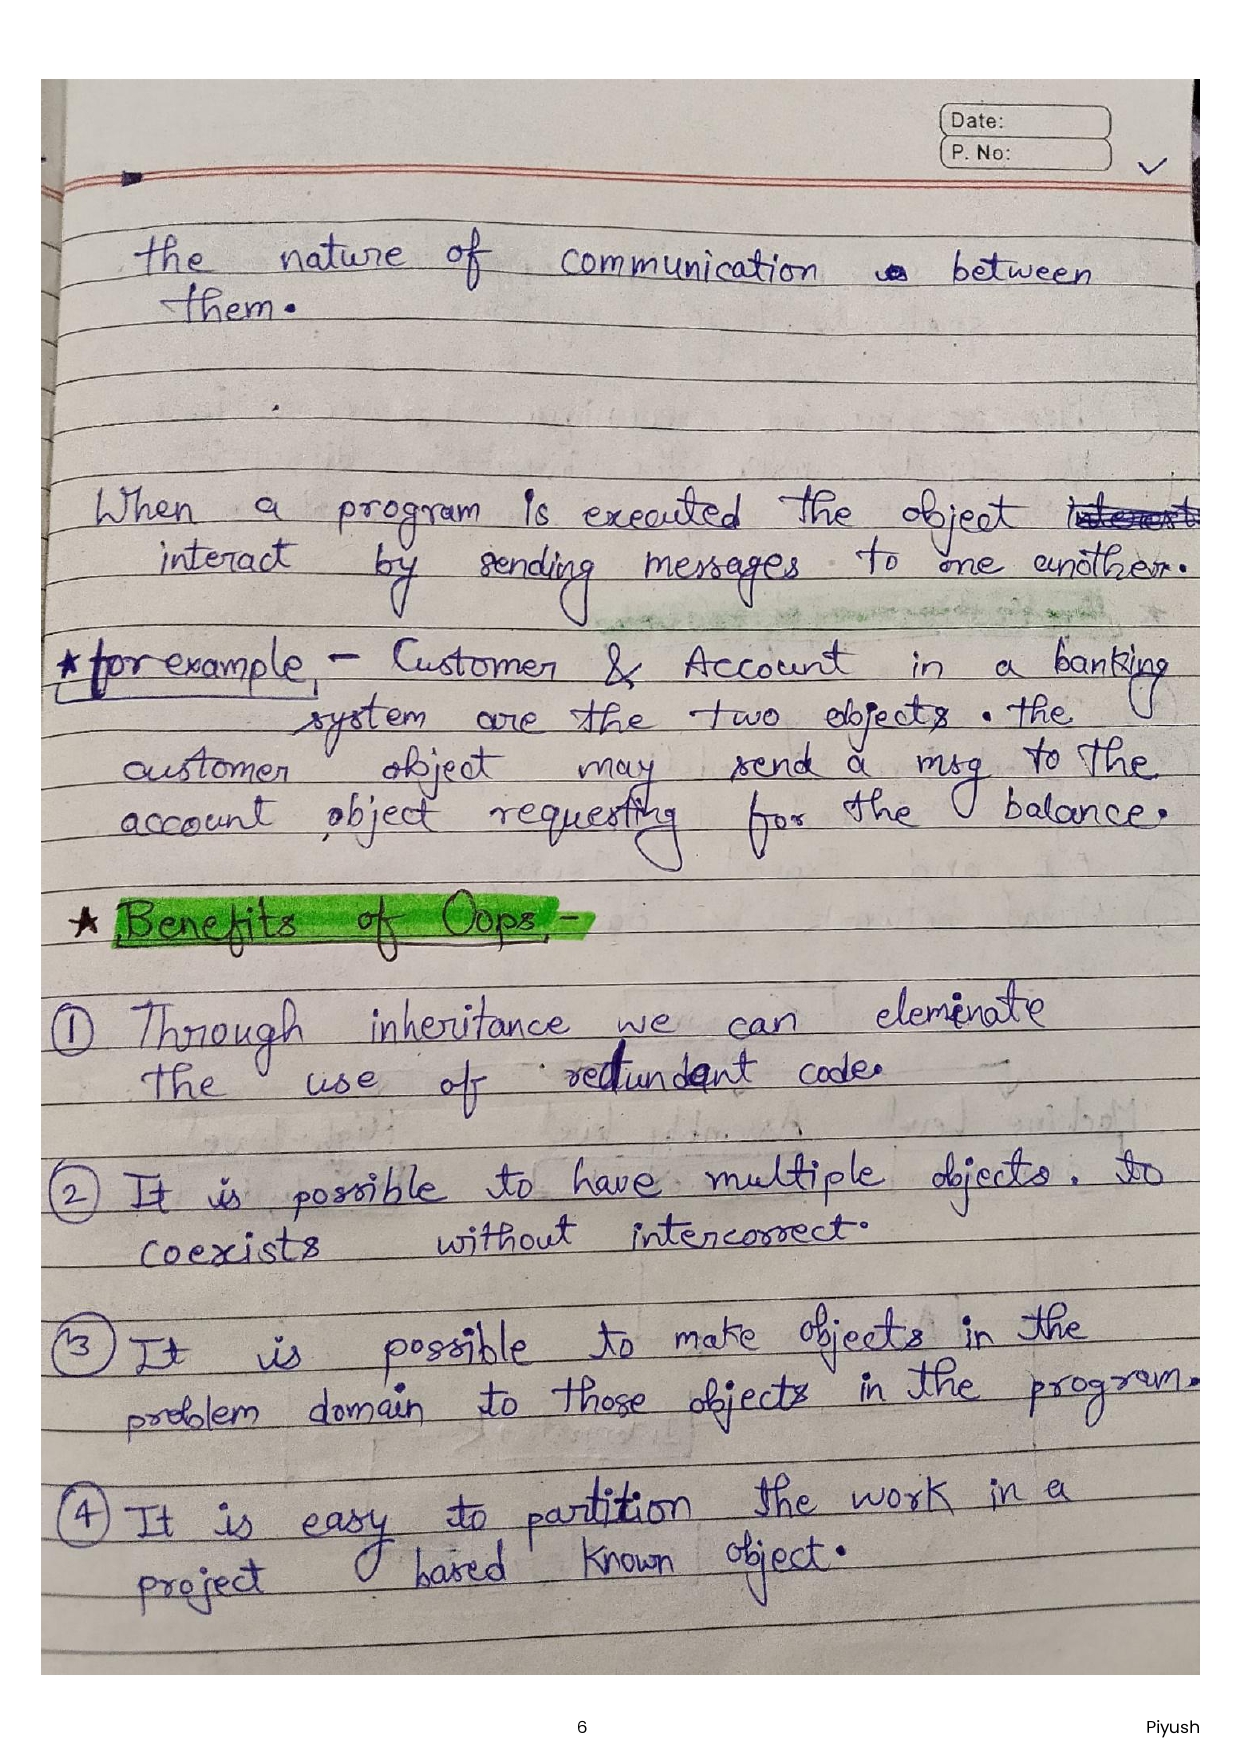 Date:
P. No:
the nature of communication between
them.
When a program is executed the object
interact by sending messages to one another.
★ for example, - Customer & Account in a banking
system are the two objects. the
customer object may send a msg to the
account object requesting for the balance.
★ Benefits of Oops,-
① Through inheritance we can eleminate
the use of redundant code.
② It is possible to have multiple objects. to
coexists without intercorrect.
③ It is possible to make objects in the
problem domain to those objects in the program.
④ It is easy to partition the work in a
project based known object.
6
Piyush